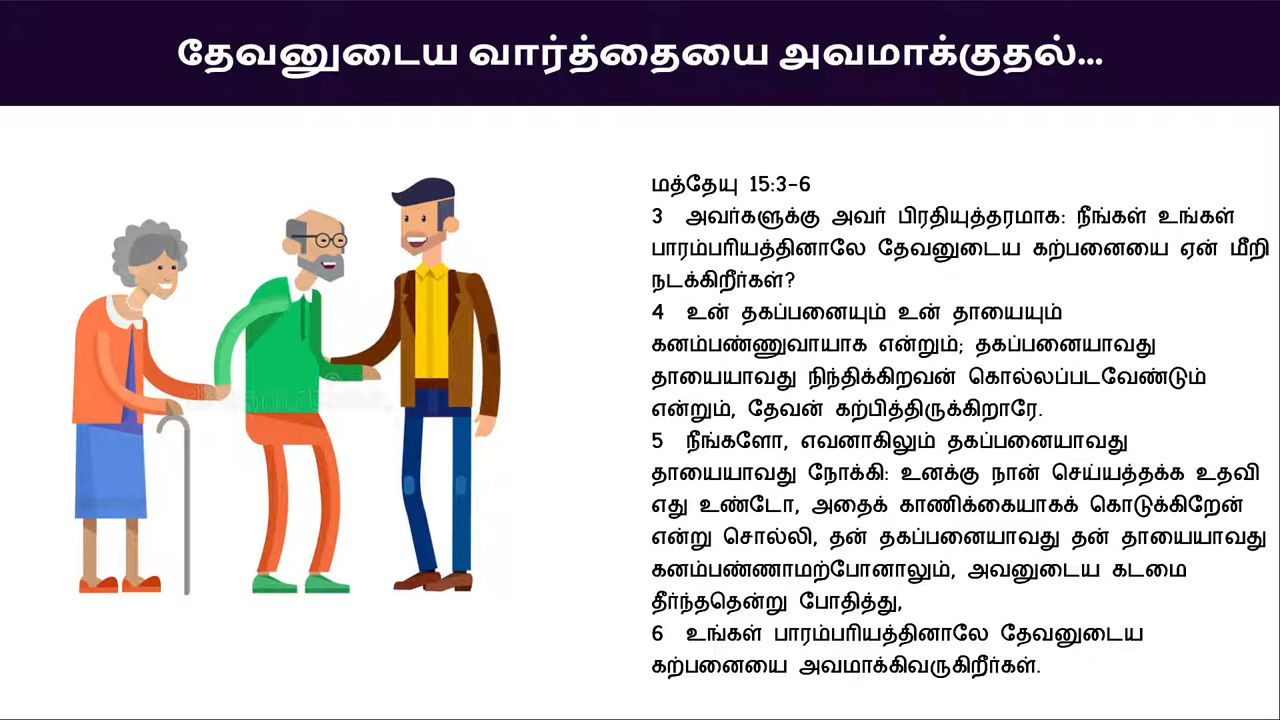 தேவனுடைய வார்த்தையை அவமாக்குதல்...
மத்தேயு 15:3-6
3 அவர்களுக்கு அவர் பிரதியுத்தரமாக: நீங்கள் உங்கள்
பாரம்பரியத்தினாலே தேவனுடைய கற்பனையை ஏன் மீறி
நடக்கிறீர்கள்?
4 உன் தகப்பனையும் உன் தாயையும்
கனம்பண்ணுவாயாக என்றும்; தகப்பனையாவது
தாயையாவது நிந்திக்கிறவன் கொல்லப்படவேண்டும்
என்றும், தேவன் கற்பித்திருக்கிறாரே.
5 நீங்களோ, எவனாகிலும் தகப்பனையாவது
தாயையாவது நோக்கி: உனக்கு நான் செய்யத்தக்க உதவி
எது உண்டோ, அதைக் காணிக்கையாகக் கொடுக்கிறேன்
என்று சொல்லி, தன் தகப்பனையாவது தன் தாயையாவது
கனம்பண்ணாமற்போனாலும், அவனுடைய கடமை
தீர்ந்ததென்று போதித்து,
6 உங்கள் பாரம்பரியத்தினாலே தேவனுடைய
கற்பனையை அவமாக்கிவருகிறீர்கள்.